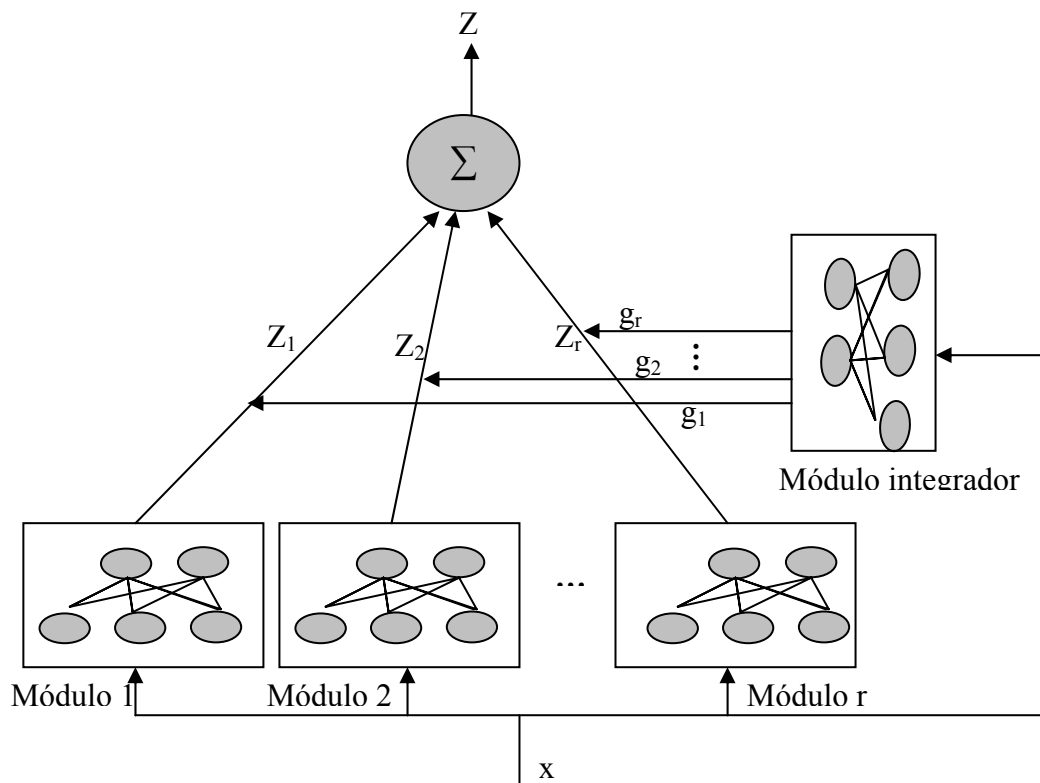 Z
Σ
Z₁
Z₂
Zᵣ
gᵣ
⋮
g₂
g₁
Módulo integrador
...
Módulo 1
Módulo 2
Módulo r
x